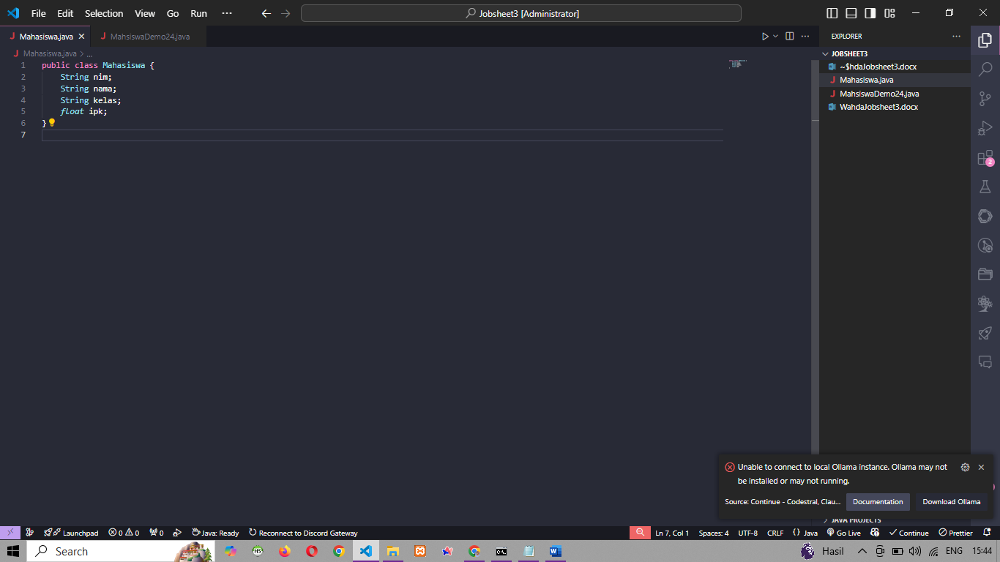 File Edit Selection View Go Run ··· Jobsheet3 [Administrator]
Mahasiswa.java MahsiswaDemo24.java
Mahasiswa.java > ...
1 public class Mahasiswa {
2 String nim;
3 String nama;
4 String kelas;
5 float ipk;
6 }
7
EXPLORER
JOBSHEET3
~$hdaJobsheet3.docx
Mahasiswa.java
MahsiswaDemo24.java
WahdaJobsheet3.docx
2
Unable to connect to local Ollama instance. Ollama may not
be installed or may not running.
Source: Continue - Codestral, Clau... Documentation Download Ollama
JAVA PROJECTS
Launchpad 0 0 0 Java: Ready Reconnect to Discord Gateway Ln 7, Col 1 Spaces: 4 UTF-8 CRLF {} Java Go Live Continue Prettier
Search Hasil ENG 15:44